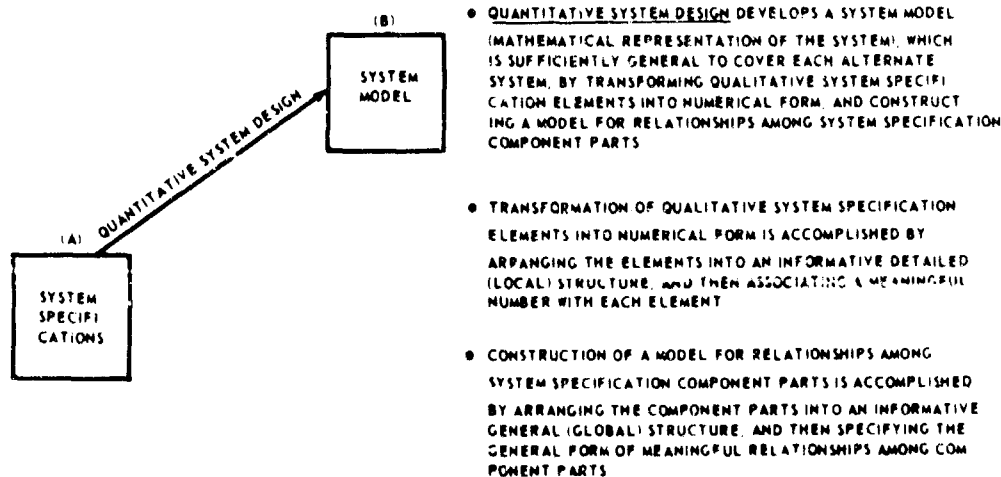 (B)
SYSTEM
MODEL
QUANTITATIVE SYSTEM DESIGN
(A)
SYSTEM
SPECIFI
CATIONS
• QUANTITATIVE SYSTEM DESIGN DEVELOPS A SYSTEM MODEL
(MATHEMATICAL REPRESENTATION OF THE SYSTEM), WHICH
IS SUFFICIENTLY GENERAL TO COVER EACH ALTERNATE
SYSTEM, BY TRANSFORMING QUALITATIVE SYSTEM SPECIFI
CATION ELEMENTS INTO NUMERICAL FORM, AND CONSTRUCT
ING A MODEL FOR RELATIONSHIPS AMONG SYSTEM SPECIFICATION
COMPONENT PARTS
• TRANSFORMATION OF QUALITATIVE SYSTEM SPECIFICATION
ELEMENTS INTO NUMERICAL FORM IS ACCOMPLISHED BY
ARRANGING THE ELEMENTS INTO AN INFORMATIVE DETAILED
(LOCAL) STRUCTURE, AND THEN ASSOCIATING A MEANINGFUL
NUMBER WITH EACH ELEMENT
• CONSTRUCTION OF A MODEL FOR RELATIONSHIPS AMONG
SYSTEM SPECIFICATION COMPONENT PARTS IS ACCOMPLISHED
BY ARRANGING THE COMPONENT PARTS INTO AN INFORMATIVE
GENERAL (GLOBAL) STRUCTURE, AND THEN SPECIFYING THE
GENERAL FORM OF MEANINGFUL RELATIONSHIPS AMONG COM
PONENT PARTS